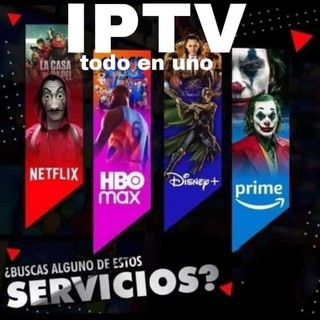 IPTV
todo en uno
LA CASA
DE PAPEL
NETFLIX
HBO
max
Disney+
prime
¿BUSCAS ALGUNO DE ESTOS
SERVICIOS?